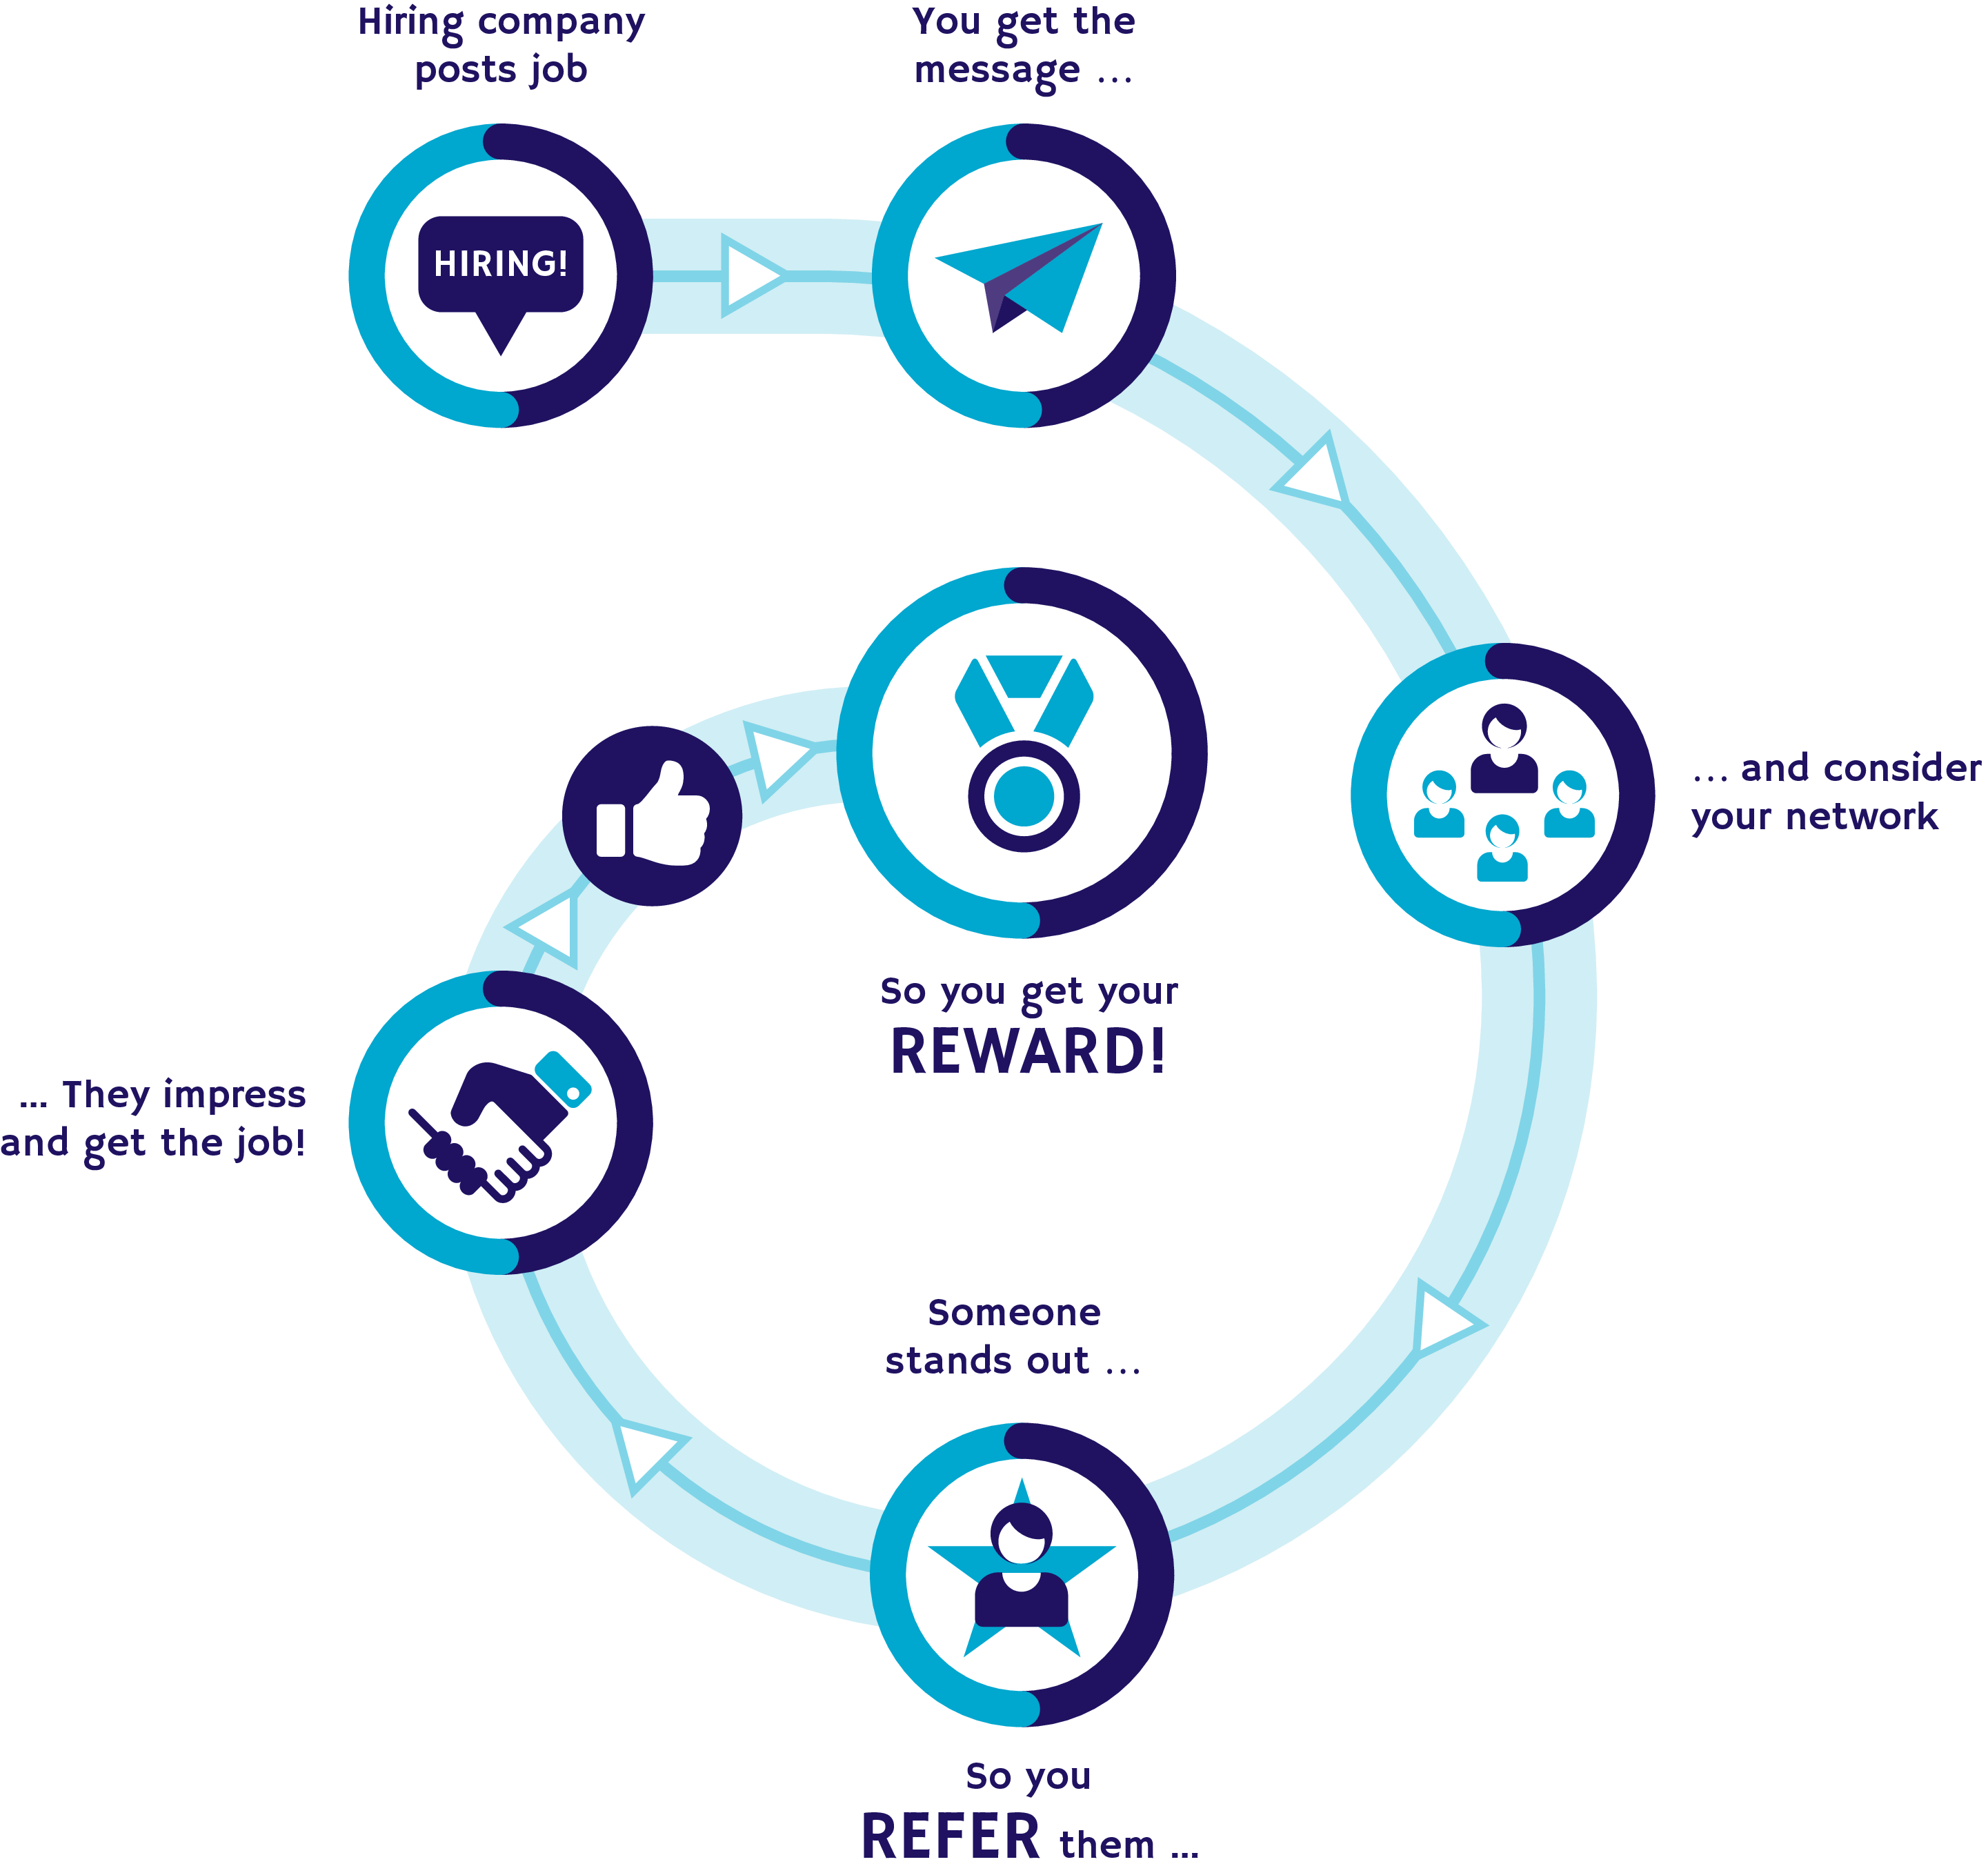 Hiring company
posts job
HIRING!
You get the
message …
… and consider
your network
Someone
stands out …
So you
REFER them ...
... They impress
and get the job!
So you get your
REWARD!